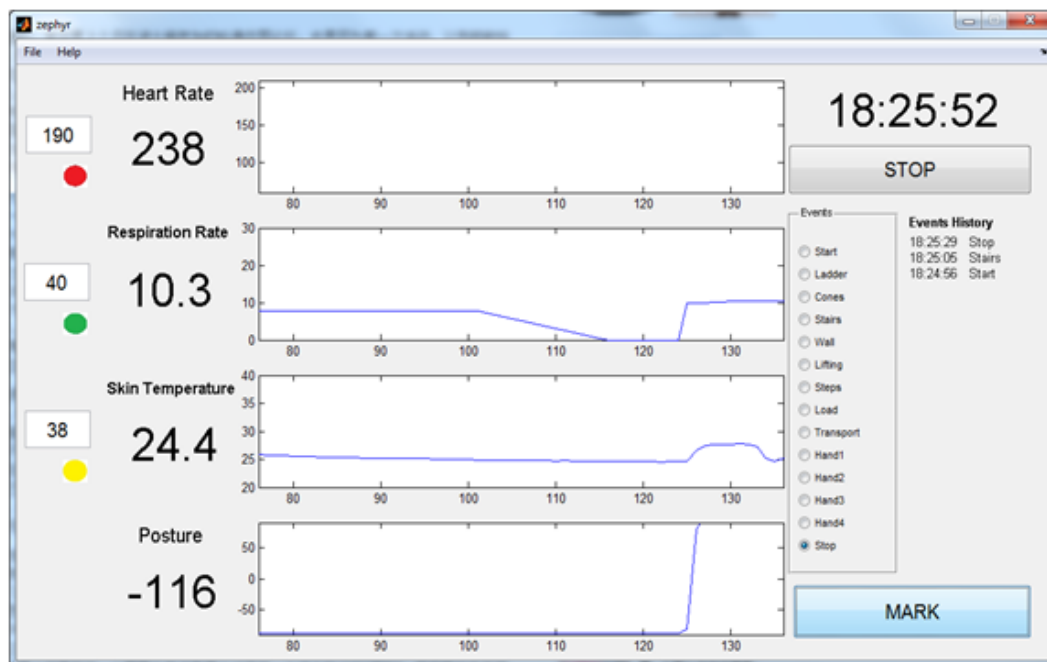 zephyr
File Help
Heart Rate
190
238
200
150
100
80 90 100 110 120 130
18:25:52
STOP
Respiration Rate
40
10.3
30
20
10
0
80 90 100 110 120 130
Skin Temperature
38
24.4
40
35
30
25
20
80 90 100 110 120 130
Posture
-116
50
0
-50
80 90 100 110 120 130
Events
Start
Ladder
Cones
Stairs
Wall
Lifting
Steps
Load
Transport
Hand1
Hand2
Hand3
Hand4
Stop
Events History
18:25:29 Stop
18:25:05 Stairs
18:24:56 Start
MARK